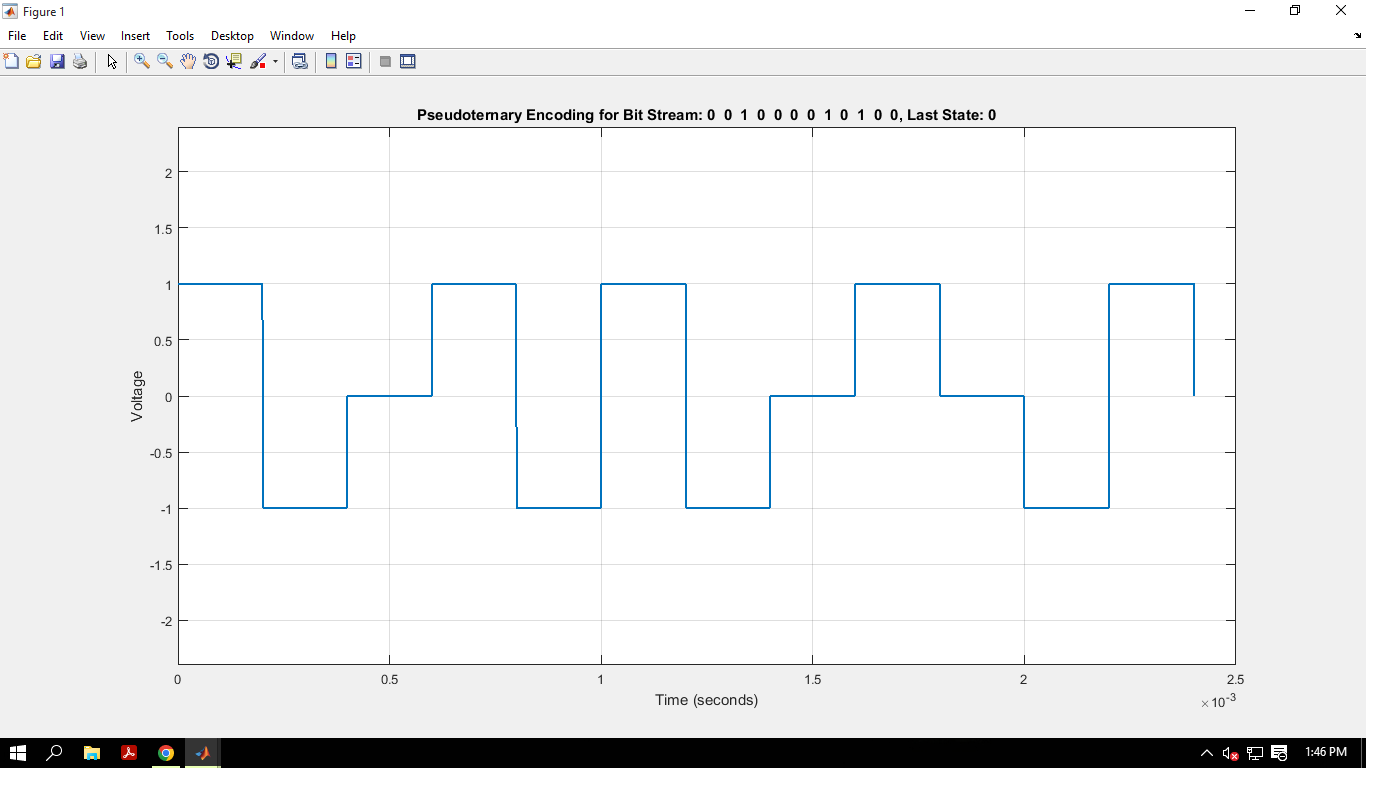 Figure 1
File Edit View Insert Tools Desktop Window Help
Pseudoternary Encoding for Bit Stream: 0 0 1 0 0 0 0 1 0 1 0 0, Last State: 0
2
1.5
1
0.5
0
-0.5
-1
-1.5
-2
Voltage
0 0.5 1 1.5 2 2.5
Time (seconds)
×10-3
1:46 PM